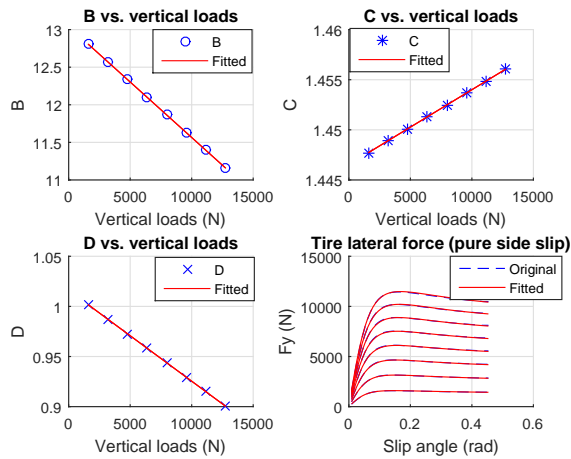 B vs. vertical loads
13
12.5
12
11.5
11
B
B
Fitted
0
5000
10000
15000
Vertical loads (N)
C vs. vertical loads
1.46
1.455
1.45
1.445
C
C
Fitted
0
5000
10000
15000
Vertical loads (N)
D vs. vertical loads
1.05
1
0.95
0.9
D
D
Fitted
0
5000
10000
15000
Vertical loads (N)
Tire lateral force (pure side slip)
15000
10000
5000
0
Fy (N)
Original
Fitted
0
0.2
0.4
0.6
Slip angle (rad)